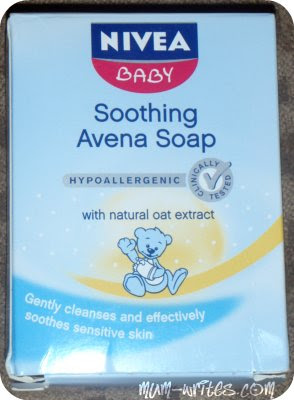 NIVEA
BABY
Soothing
Avena Soap
HYPOALLERGENIC
CLINICALLY TESTED
with natural oat extract
Gently cleanses and effectively
soothes sensitive skin
mum-writes.com